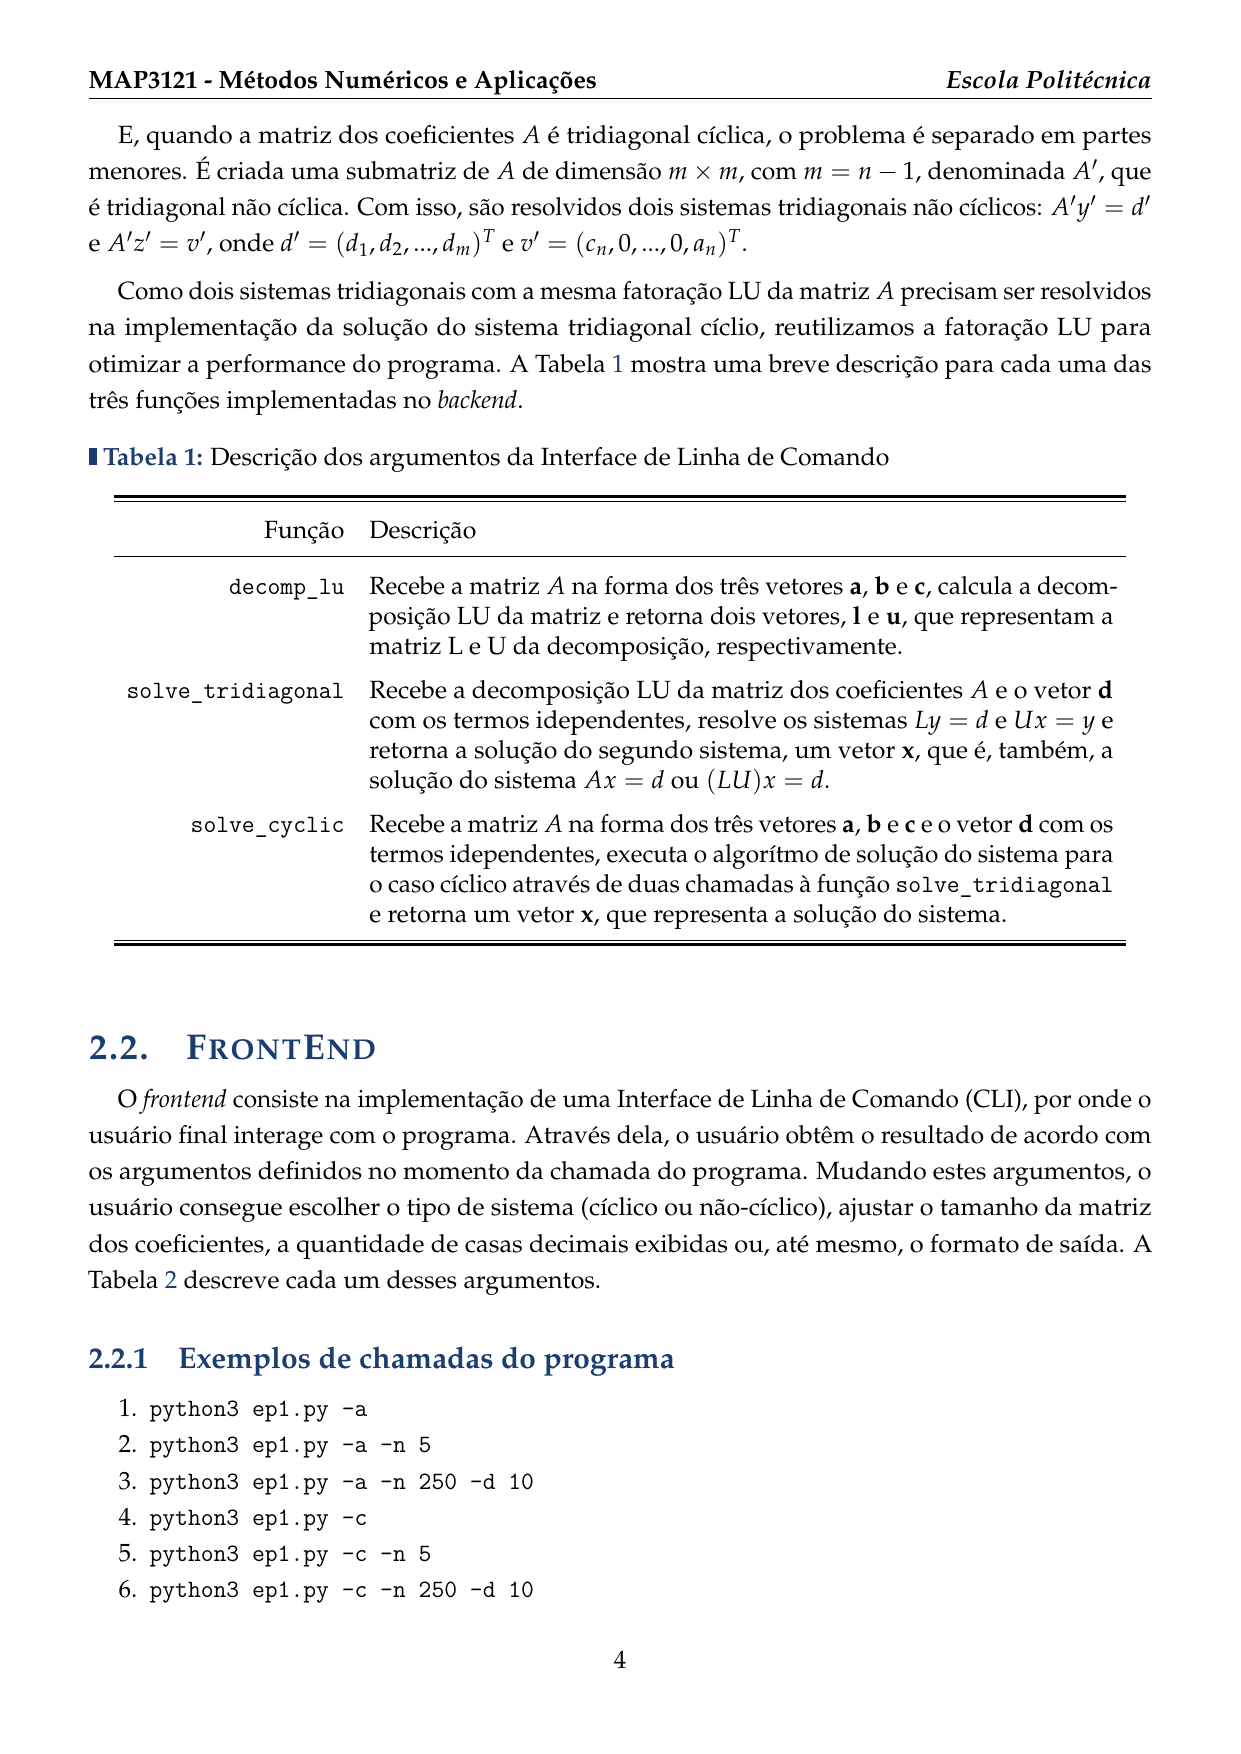 MAP3121 - Métodos Numéricos e Aplicações Escola Politécnica
E, quando a matriz dos coeficientes A é tridiagonal cíclica, o problema é separado em partes
menores. É criada uma submatriz de A de dimensão m × m, com m = n − 1, denominada A′, que
é tridiagonal não cíclica. Com isso, são resolvidos dois sistemas tridiagonais não cíclicos: A′y′ = d′
e A′z′ = v′, onde d′ = (d₁, d₂, ..., dₘ)ᵀ e v′ = (cₙ, 0, ..., 0, aₙ)ᵀ.
Como dois sistemas tridiagonais com a mesma fatoração LU da matriz A precisam ser resolvidos
na implementação da solução do sistema tridiagonal cíclio, reutilizamos a fatoração LU para
otimizar a performance do programa. A Tabela 1 mostra uma breve descrição para cada uma das
três funções implementadas no backend.
Tabela 1: Descrição dos argumentos da Interface de Linha de Comando
Função Descrição
decomp_lu Recebe a matriz A na forma dos três vetores a, b e c, calcula a decom-
posição LU da matriz e retorna dois vetores, l e u, que representam a
matriz L e U da decomposição, respectivamente.
solve_tridiagonal Recebe a decomposição LU da matriz dos coeficientes A e o vetor d
com os termos idependentes, resolve os sistemas Ly = d e Ux = y e
retorna a solução do segundo sistema, um vetor x, que é, também, a
solução do sistema Ax = d ou (LU)x = d.
solve_cyclic Recebe a matriz A na forma dos três vetores a, b e c e o vetor d com os
termos idependentes, executa o algorítmo de solução do sistema para
o caso cíclico através de duas chamadas à função solve_tridiagonal
e retorna um vetor x, que representa a solução do sistema.
2.2. FRONTEND
O frontend consiste na implementação de uma Interface de Linha de Comando (CLI), por onde o
usuário final interage com o programa. Através dela, o usuário obtêm o resultado de acordo com
os argumentos definidos no momento da chamada do programa. Mudando estes argumentos, o
usuário consegue escolher o tipo de sistema (cíclico ou não-cíclico), ajustar o tamanho da matriz
dos coeficientes, a quantidade de casas decimais exibidas ou, até mesmo, o formato de saída. A
Tabela 2 descreve cada um desses argumentos.
2.2.1 Exemplos de chamadas do programa
1. python3 ep1.py -a
2. python3 ep1.py -a -n 5
3. python3 ep1.py -a -n 250 -d 10
4. python3 ep1.py -c
5. python3 ep1.py -c -n 5
6. python3 ep1.py -c -n 250 -d 10
4